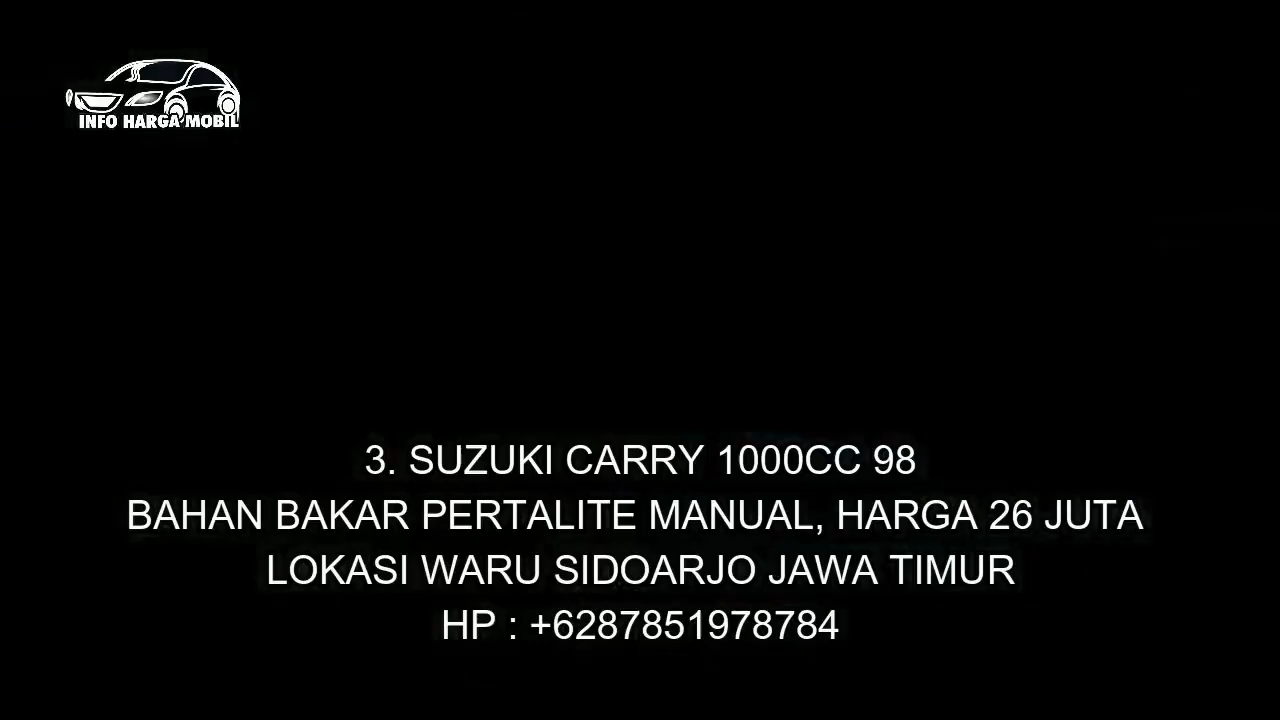 INFO HARGA MOBIL
3. SUZUKI CARRY 1000CC 98
BAHAN BAKAR PERTALITE MANUAL, HARGA 26 JUTA
LOKASI WARU SIDOARJO JAWA TIMUR
HP : +6287851978784